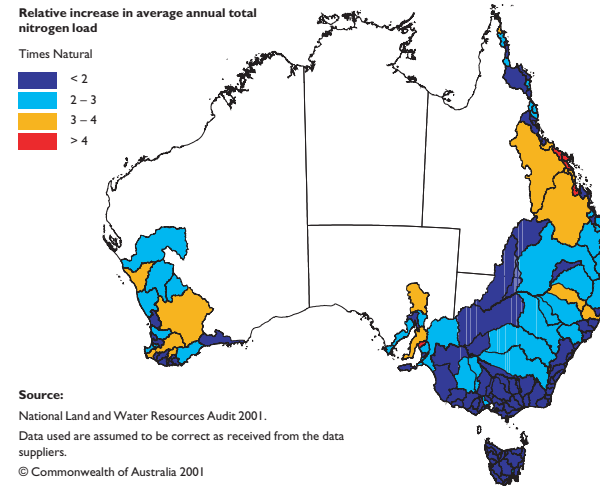 Relative increase in average annual total
nitrogen load
Times Natural
< 2
2 – 3
3 – 4
> 4
Source:
National Land and Water Resources Audit 2001.
Data used are assumed to be correct as received from the data
suppliers.
© Commonwealth of Australia 2001